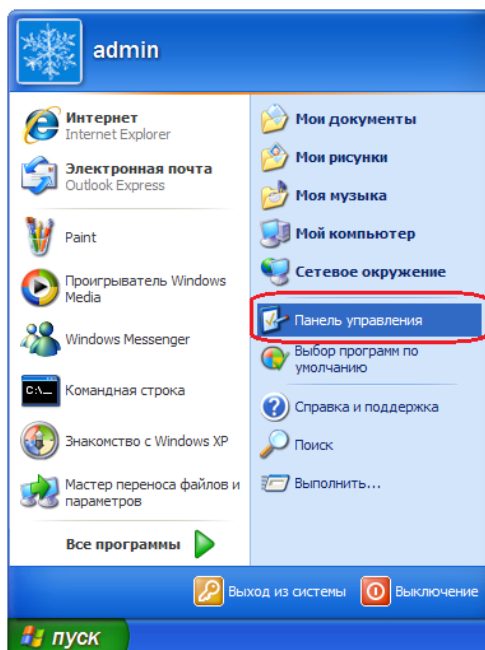 admin
Интернет
Internet Explorer
Электронная почта
Outlook Express
Paint
Проигрыватель Windows
Media
Windows Messenger
C:\_
Командная строка
Знакомство с Windows XP
Мастер переноса файлов и
параметров
Все программы
Мои документы
Мои рисунки
Моя музыка
Мой компьютер
Сетевое окружение
Панель управления
Выбор программ по
умолчанию
Справка и поддержка
Поиск
Выполнить...
Выход из системы
Выключение
пуск